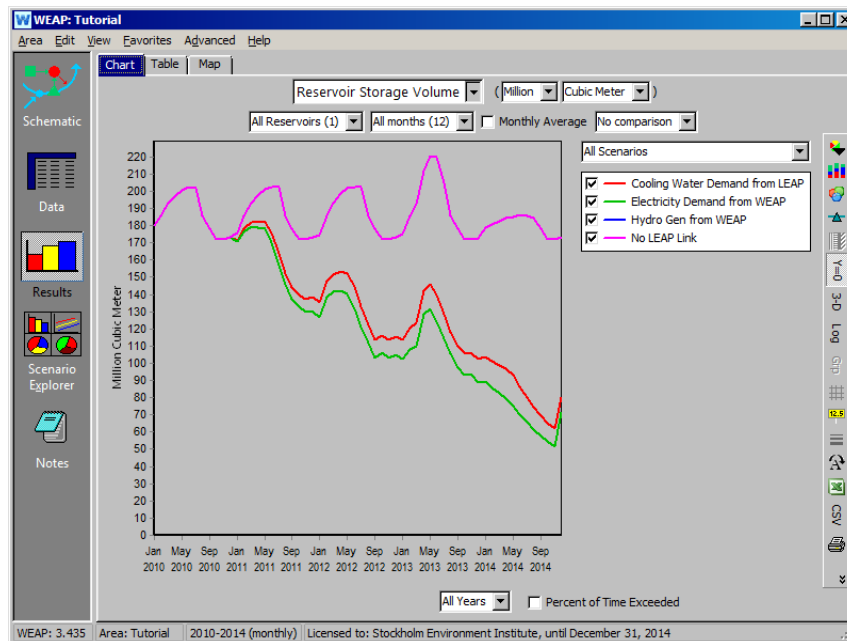 WEAP: Tutorial
Area Edit View Favorites Advanced Help
Chart Table Map
Reservoir Storage Volume ( Million Cubic Meter )
All Reservoirs (1) All months (12) Monthly Average No comparison
All Scenarios
Cooling Water Demand from LEAP
Electricity Demand from WEAP
Hydro Gen from WEAP
No LEAP Link
Schematic
Data
Results
Scenario
Explorer
Notes
Million Cubic Meter
220
210
200
190
180
170
160
150
140
130
120
110
100
90
80
70
60
50
40
30
20
10
0
Jan May Sep Jan May Sep Jan May Sep Jan May Sep Jan May Sep
2010 2010 2010 2011 2011 2011 2012 2012 2012 2013 2013 2013 2014 2014 2014
All Years Percent of Time Exceeded
Y=0
3-D
Log
Grp
12.5
CSV
WEAP: 3.435 Area: Tutorial 2010-2014 (monthly) Licensed to: Stockholm Environment Institute, until December 31, 2014